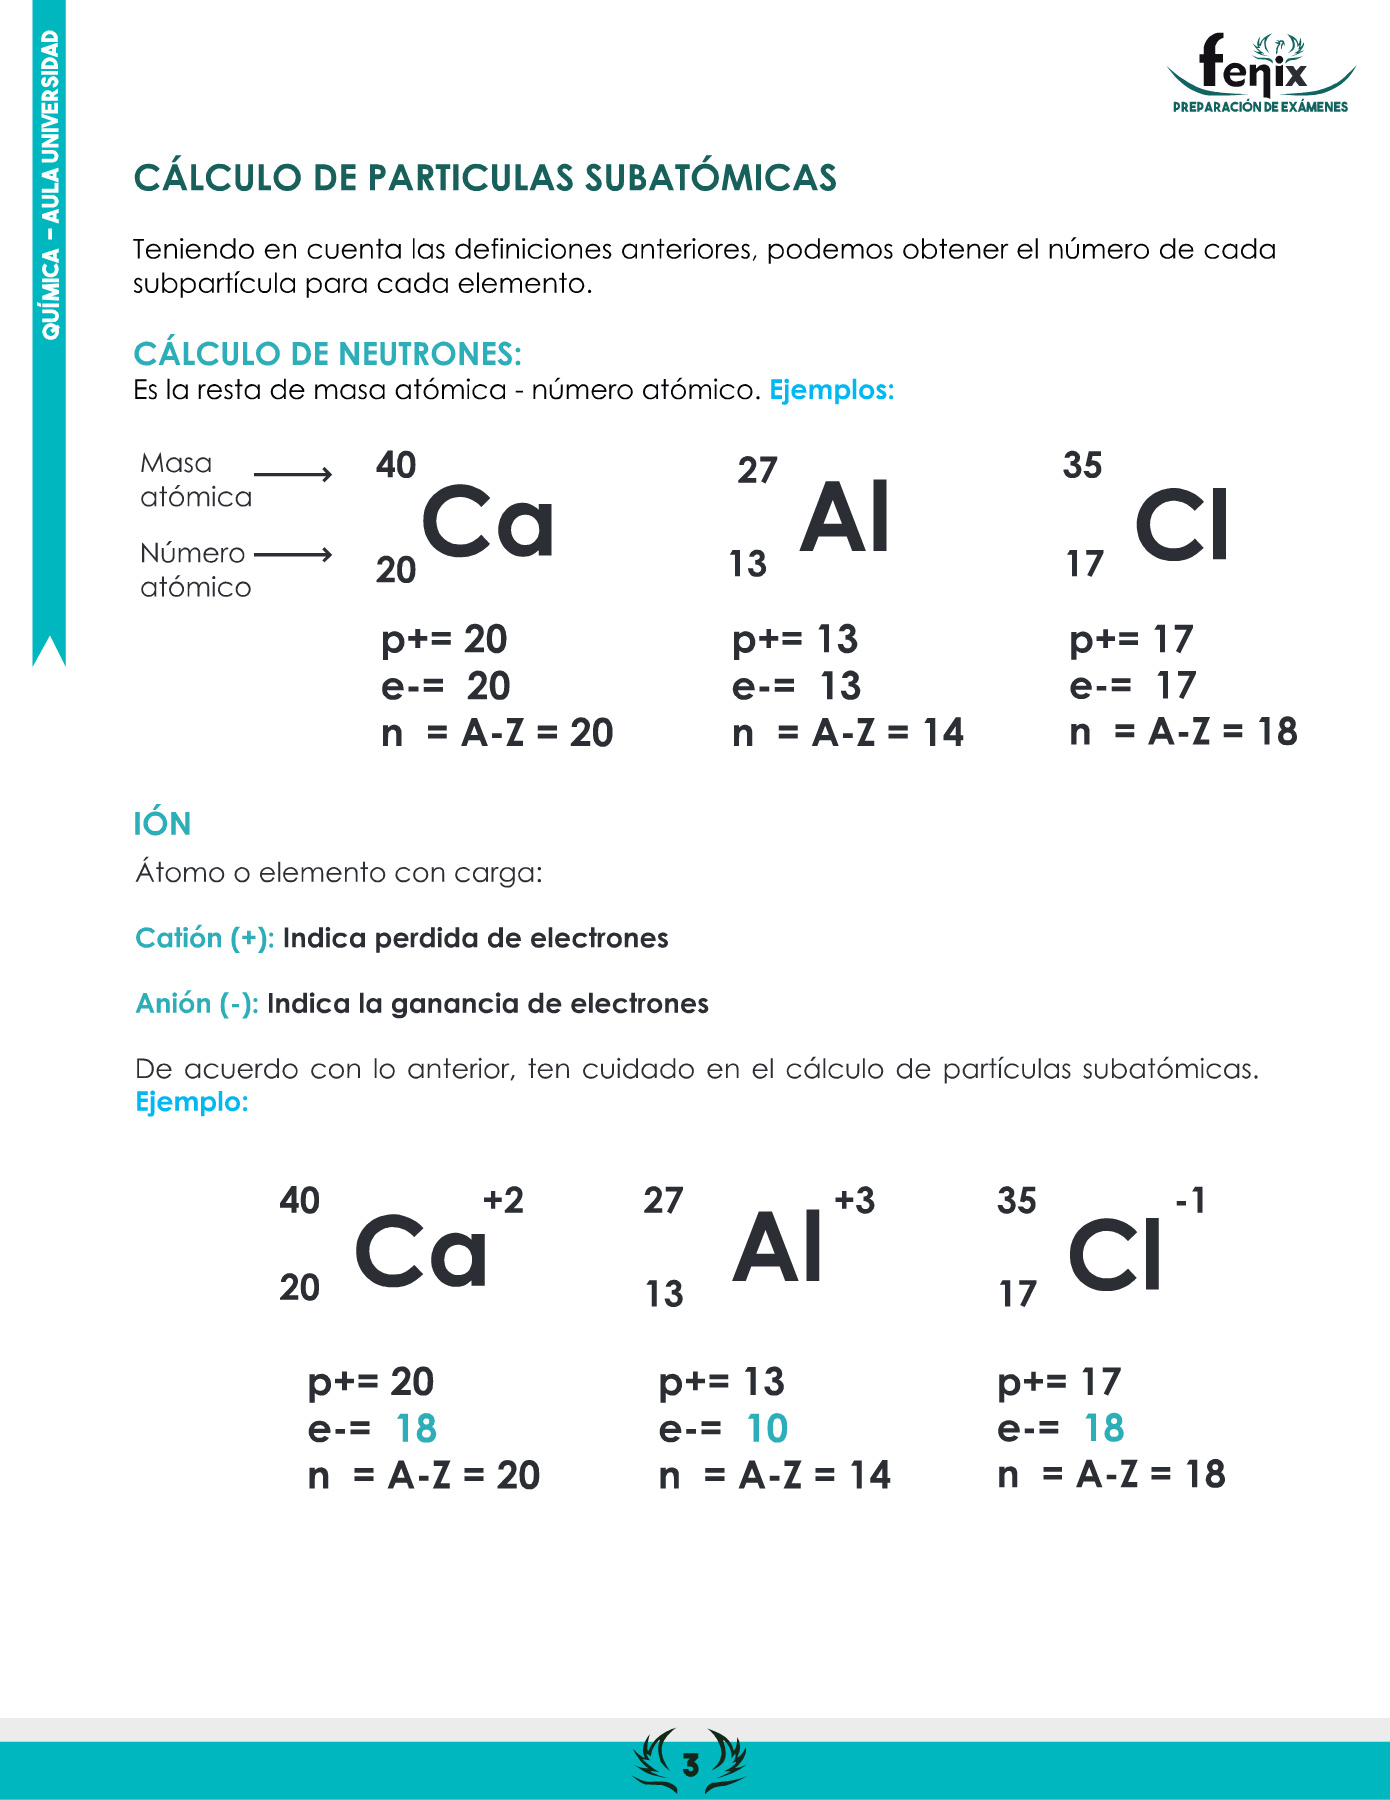 QUÍMICA - AULA UNIVERSIDAD
fenix
PREPARACIÓN DE EXÁMENES
CÁLCULO DE PARTICULAS SUBATÓMICAS
Teniendo en cuenta las definiciones anteriores, podemos obtener el número de cada
subpartícula para cada elemento.
CÁLCULO DE NEUTRONES:
Es la resta de masa atómica - número atómico. Ejemplos:
Masa
atómica
Número
atómico
40
Ca
20
p+= 20
e-= 20
n = A-Z = 20
27
Al
13
p+= 13
e-= 13
n = A-Z = 14
35
Cl
17
p+= 17
e-= 17
n = A-Z = 18
IÓN
Átomo o elemento con carga:
Catión (+): Indica perdida de electrones
Anión (-): Indica la ganancia de electrones
De acuerdo con lo anterior, ten cuidado en el cálculo de partículas subatómicas.
Ejemplo:
40
Ca
+2
20
p+= 20
e-= 18
n = A-Z = 20
27
Al
+3
13
p+= 13
e-= 10
n = A-Z = 14
35
Cl
-1
17
p+= 17
e-= 18
n = A-Z = 18
3